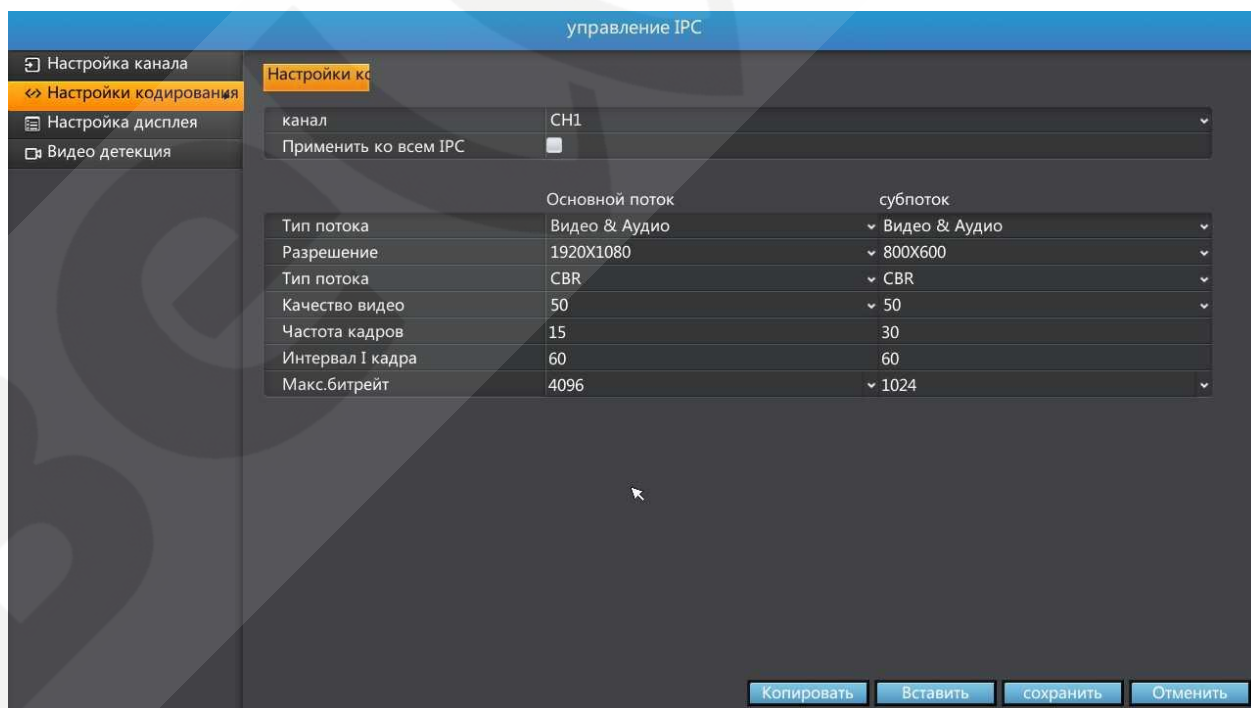 управление IPC
Настройка канала
Настройки кодирования
Настройка дисплея
Видео детекция
Настройки ко
канал CH1
Применить ко всем IPC
Основной поток субпоток
Тип потока Видео & Аудио Видео & Аудио
Разрешение 1920X1080 800X600
Тип потока CBR CBR
Качество видео 50 50
Частота кадров 15 30
Интервал I кадра 60 60
Макс.битрейт 4096 1024
Копировать Вставить сохранить Отменить